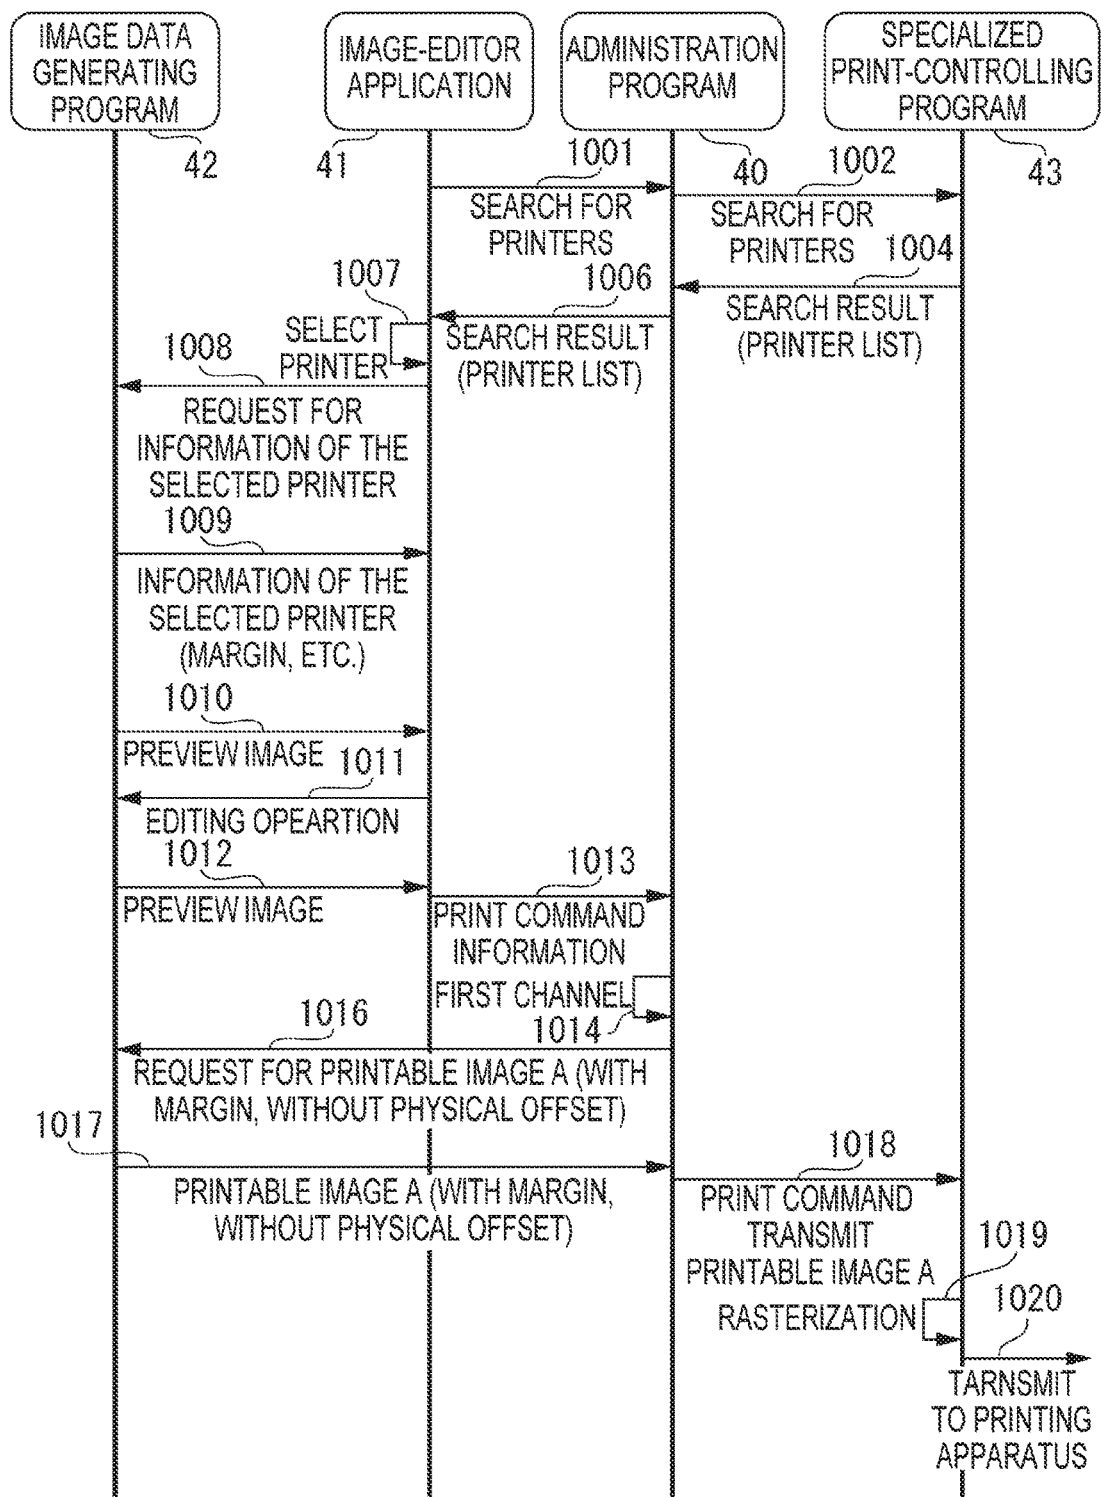 IMAGE DATA
GENERATING
PROGRAM
42
IMAGE-EDITOR
APPLICATION
41
ADMINISTRATION
PROGRAM
40
SPECIALIZED
PRINT-CONTROLLING
PROGRAM
43
1001
SEARCH FOR
PRINTERS
1002
SEARCH FOR
PRINTERS
1004
SEARCH RESULT
(PRINTER LIST)
1006
SEARCH RESULT
(PRINTER LIST)
1007
SELECT
PRINTER
1008
REQUEST FOR
INFORMATION OF THE
SELECTED PRINTER
1009
INFORMATION OF THE
SELECTED PRINTER
(MARGIN, ETC.)
1010
PREVIEW IMAGE
1011
EDITING OPEARTION
1012
PREVIEW IMAGE
1013
PRINT COMMAND
INFORMATION
FIRST CHANNEL
1014
1016
REQUEST FOR PRINTABLE IMAGE A (WITH
MARGIN, WITHOUT PHYSICAL OFFSET)
1017
PRINTABLE IMAGE A (WITH MARGIN,
WITHOUT PHYSICAL OFFSET)
1018
PRINT COMMAND
TRANSMIT
PRINTABLE IMAGE A
1019
RASTERIZATION
1020
TARNSMIT
TO PRINTING
APPARATUS